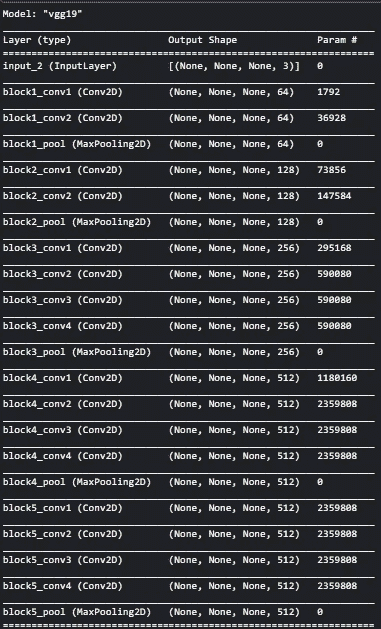 Model: "vgg19"
Layer (type) Output Shape Param #
input_2 (InputLayer) [(None, None, None, 3)] 0
block1_conv1 (Conv2D) (None, None, None, 64) 1792
block1_conv2 (Conv2D) (None, None, None, 64) 36928
block1_pool (MaxPooling2D) (None, None, None, 64) 0
block2_conv1 (Conv2D) (None, None, None, 128) 73856
block2_conv2 (Conv2D) (None, None, None, 128) 147584
block2_pool (MaxPooling2D) (None, None, None, 128) 0
block3_conv1 (Conv2D) (None, None, None, 256) 295168
block3_conv2 (Conv2D) (None, None, None, 256) 590080
block3_conv3 (Conv2D) (None, None, None, 256) 590080
block3_conv4 (Conv2D) (None, None, None, 256) 590080
block3_pool (MaxPooling2D) (None, None, None, 256) 0
block4_conv1 (Conv2D) (None, None, None, 512) 1180160
block4_conv2 (Conv2D) (None, None, None, 512) 2359808
block4_conv3 (Conv2D) (None, None, None, 512) 2359808
block4_conv4 (Conv2D) (None, None, None, 512) 2359808
block4_pool (MaxPooling2D) (None, None, None, 512) 0
block5_conv1 (Conv2D) (None, None, None, 512) 2359808
block5_conv2 (Conv2D) (None, None, None, 512) 2359808
block5_conv3 (Conv2D) (None, None, None, 512) 2359808
block5_conv4 (Conv2D) (None, None, None, 512) 2359808
block5_pool (MaxPooling2D) (None, None, None, 512) 0